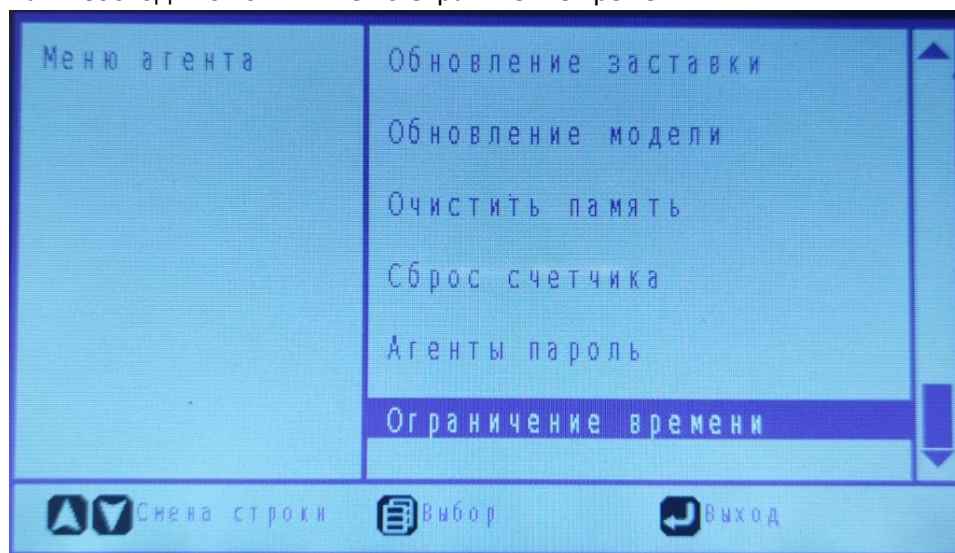 Меню агента
Обновление заставки
Обновление модели
Очистить память
Сброс счетчика
Агенты пароль
Ограничение времени
Смена строки
Выбор
Выход